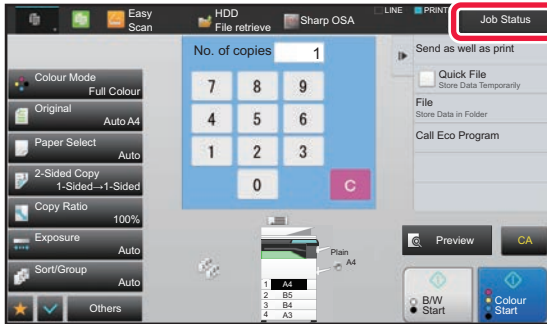 Easy
Scan
HDD
File retrieve
Sharp OSA
LINE
PRINT
Job Status
No. of copies
1
7 8 9
4 5 6
1 2 3
0 C
Colour Mode
Full Colour
Original
Auto A4
Paper Select
Auto
2-Sided Copy
1-Sided→1-Sided
Copy Ratio
100%
Exposure
Auto
Sort/Group
Auto
Others
Plain
A4
1 A4
2 B5
3 B4
4 A3
Send as well as print
Quick File
Store Data Temporarily
File
Store Data in Folder
Call Eco Program
Preview
CA
B/W
Start
Colour
Start